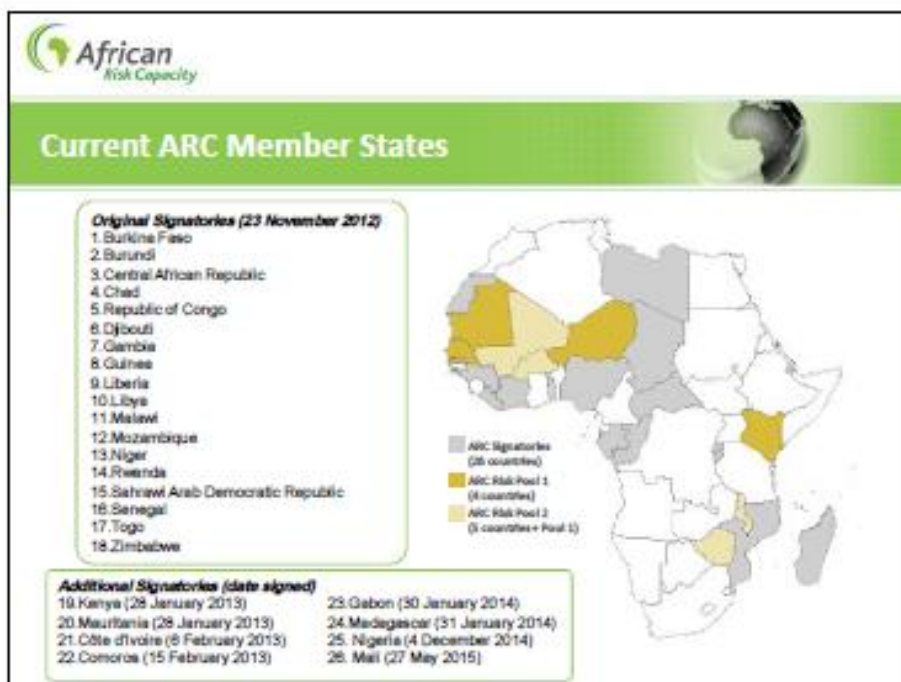 African
Risk Capacity
Current ARC Member States
Original Signatories (23 November 2012)
1.Burkina Faso
2.Burundi
3.Central African Republic
4.Chad
5.Republic of Congo
6.Djibouti
7.Gambia
8.Guinea
9.Liberia
10.Libya
11.Malawi
12.Mozambique
13.Niger
14.Rwanda
15.Sahrawi Arab Democratic Republic
16.Senegal
17.Togo
18.Zimbabwe
ARC Signatories
(26 countries)
ARC Risk Pool 1
(4 countries)
ARC Risk Pool 2
(5 countries + Pool 1)
Additional Signatories (date signed)
19.Kenya (28 January 2013)
20.Mauritania (28 January 2013)
21.Côte d'Ivoire (6 February 2013)
22.Comoros (15 February 2013)
23.Gabon (30 January 2014)
24.Madagascar (31 January 2014)
25. Nigeria (4 December 2014)
26. Mali (27 May 2015)